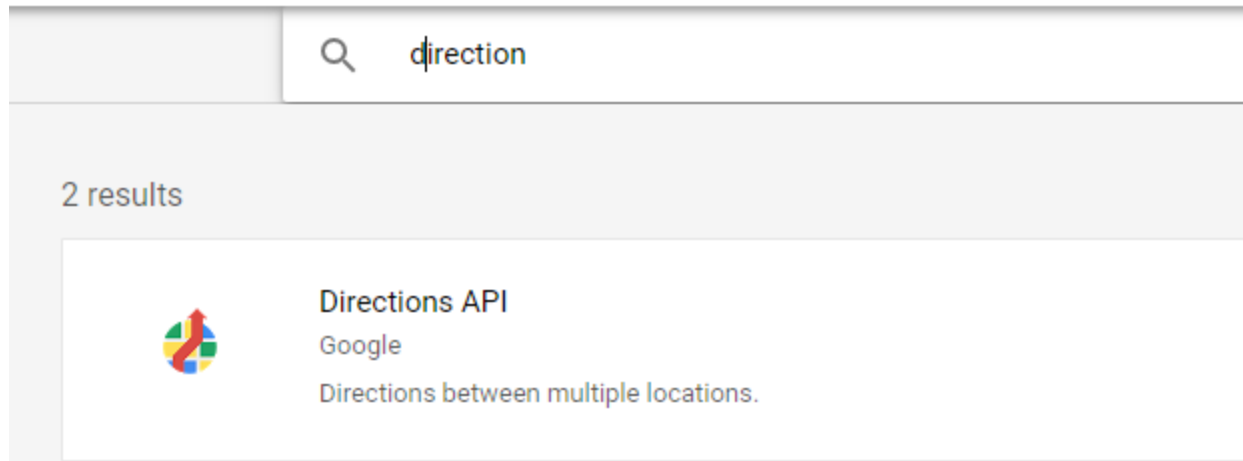 direction
2 results
Directions API
Google
Directions between multiple locations.